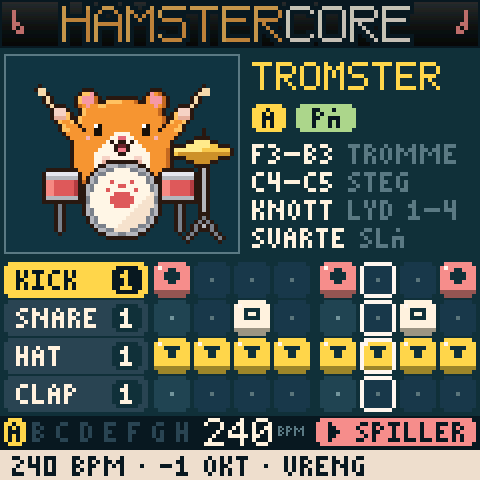 HAMSTERCORE
TROMSTER
A PÅ
F3-B3 TROMME
C4-C5 STEG
KNOTT LYD 1-4
SVARTE SLÅ
KICK 1
SNARE 1
HAT 1
CLAP 1
A B C D E F G H 240 BPM SPILLER
240 BPM · -1 OKT · VRENG